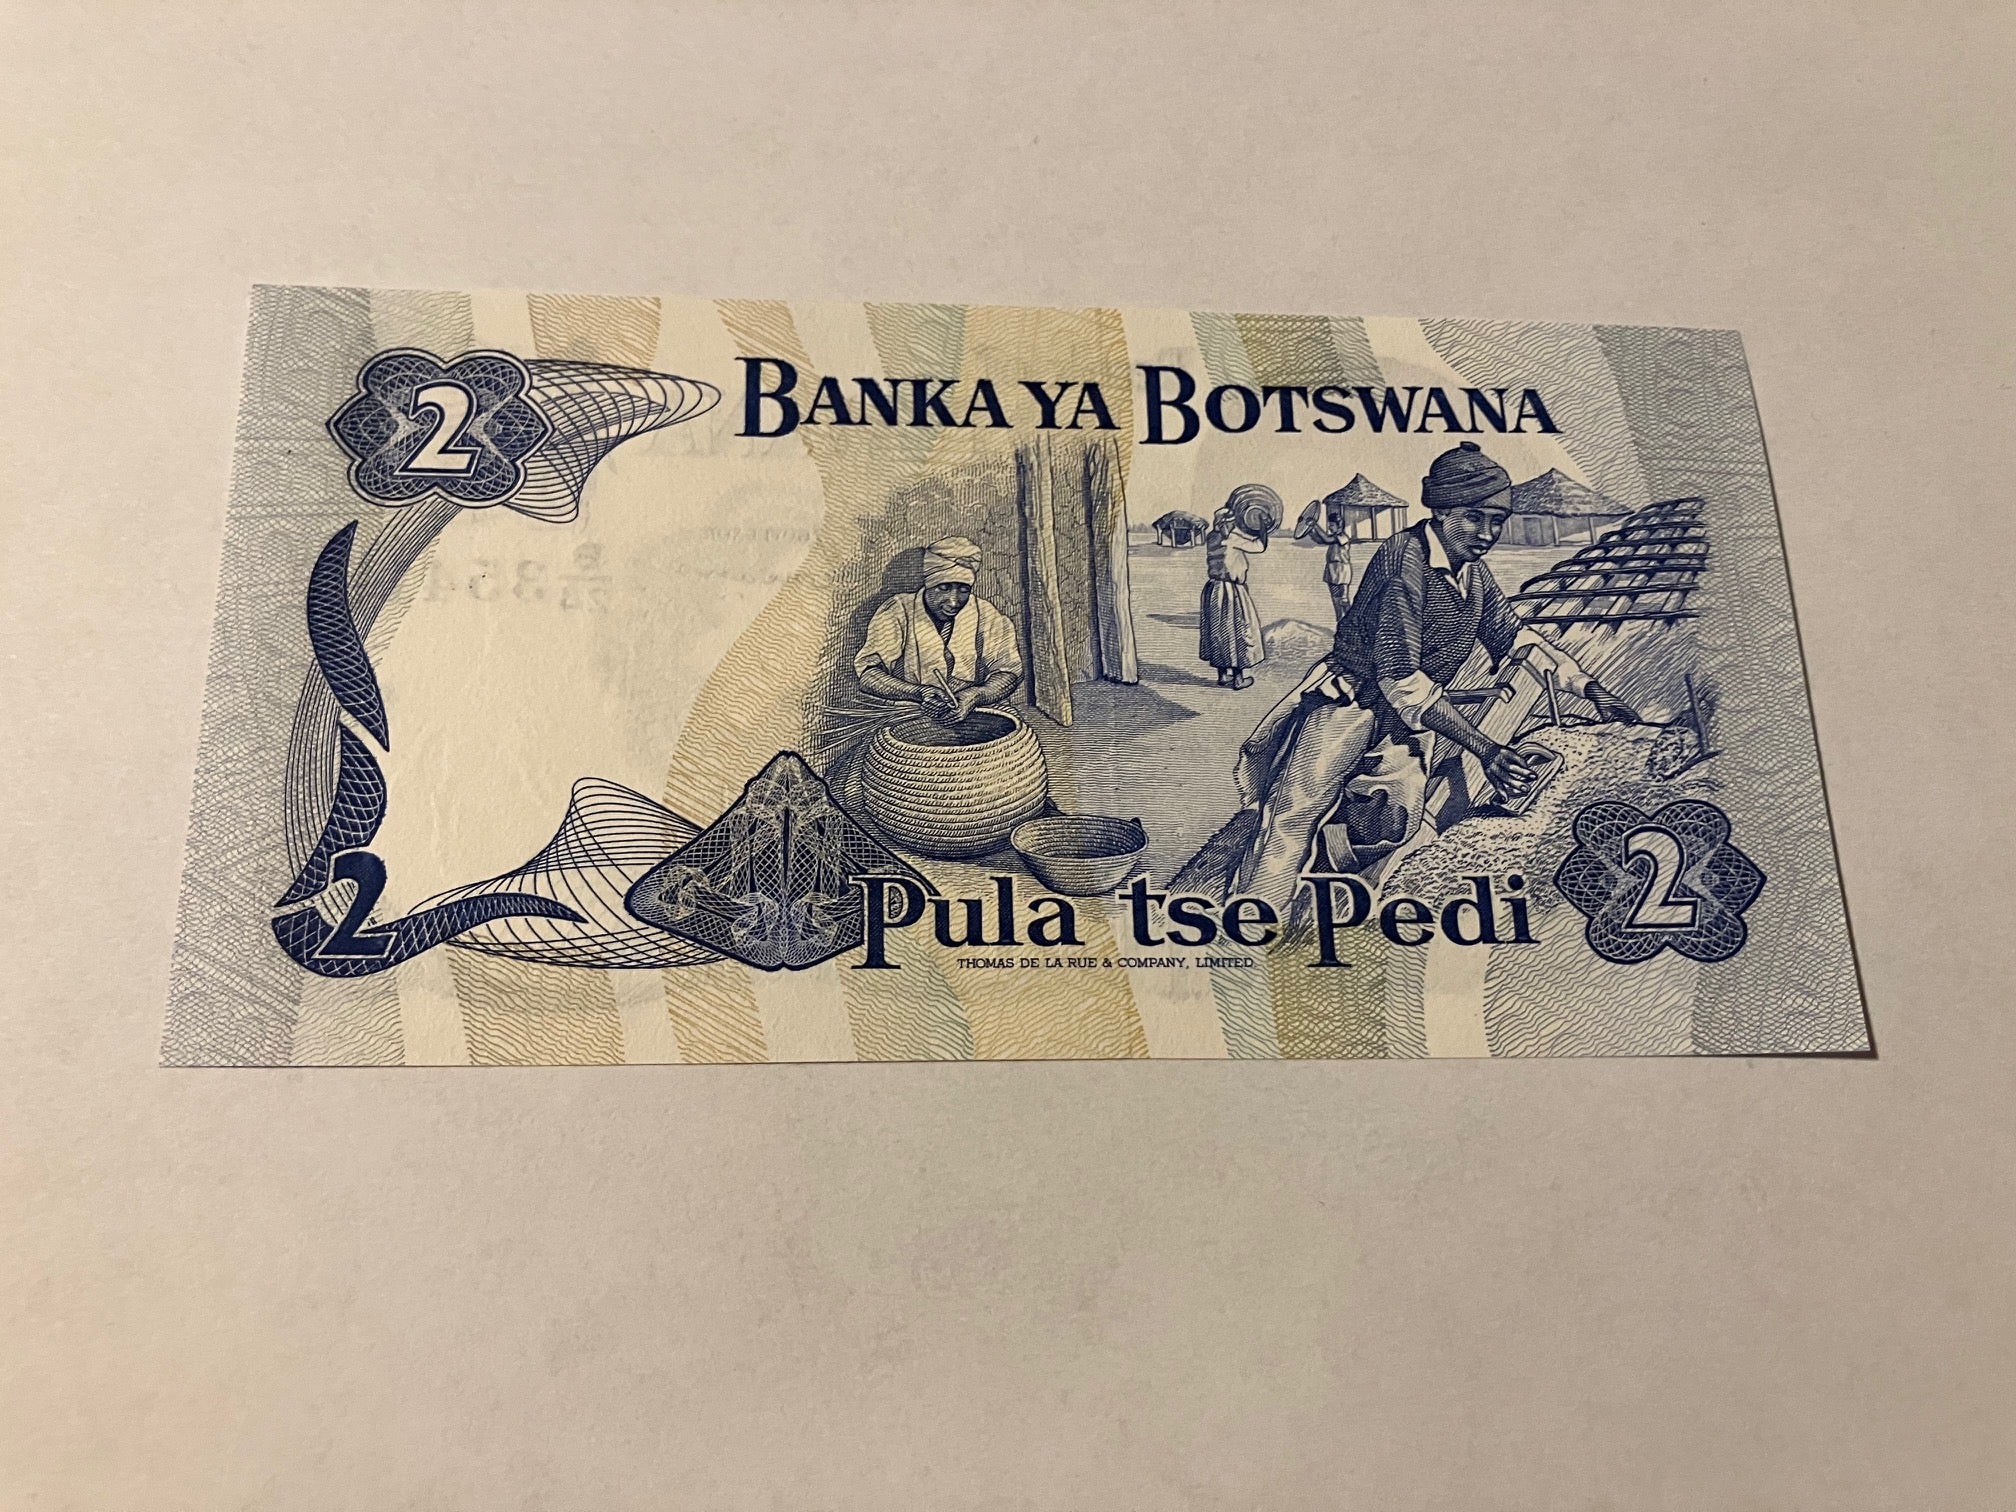 2
BANKA YA BOTSWANA
2
Pula tse Pedi
2
THOMAS DE LA RUE & COMPANY, LIMITED.